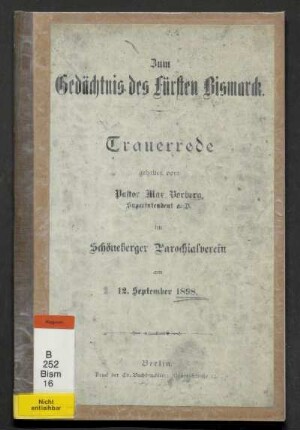 Zum
Gedächtnis des Fürsten Bismarck.
Trauerrede
gehalten von
Pastor Max Vorberg,
Superintendent a. D.
im
Schöneberger Parochialverein
am
12. September 1898.
Berlin.
B
252
Bism
16
Nicht
entleihbar